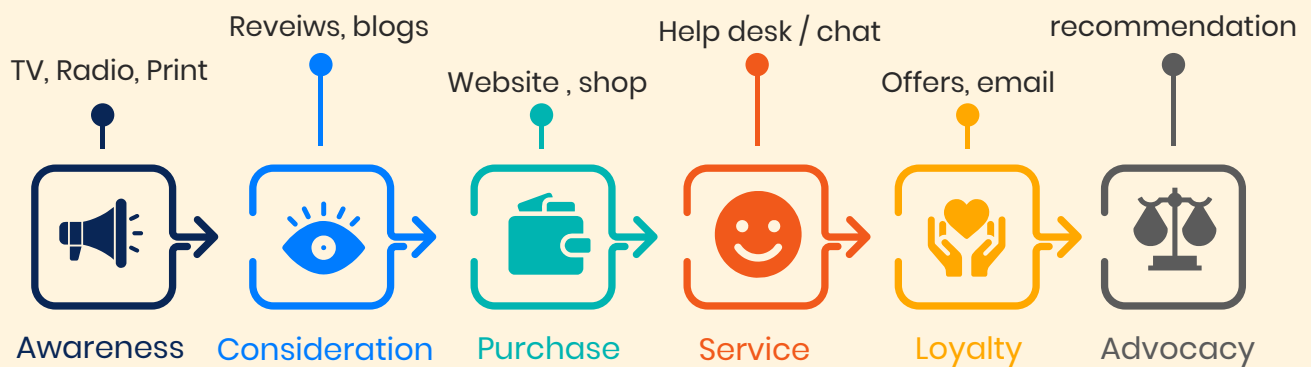 TV, Radio, Print
Reveiws, blogs
Website , shop
Help desk / chat
Offers, email
recommendation
Awareness
Consideration
Purchase
Service
Loyalty
Advocacy